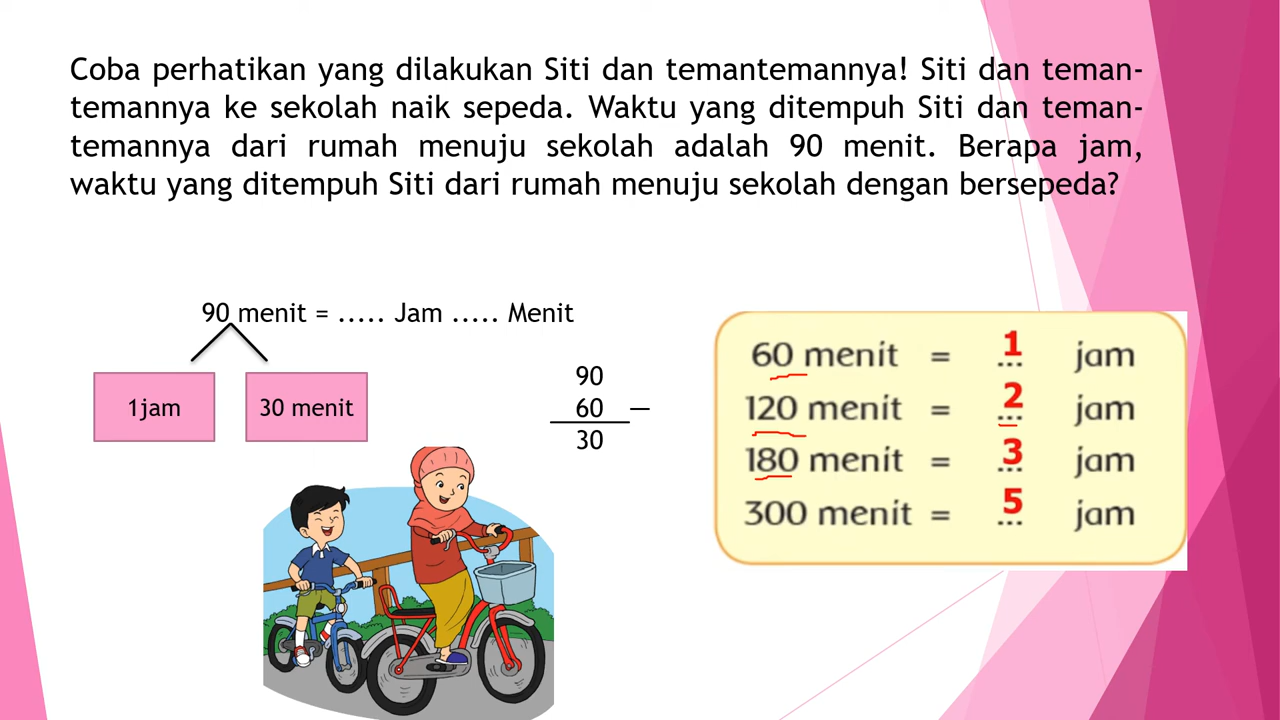 Coba perhatikan yang dilakukan Siti dan temantemannya! Siti dan teman-
temannya ke sekolah naik sepeda. Waktu yang ditempuh Siti dan teman-
temannya dari rumah menuju sekolah adalah 90 menit. Berapa jam,
waktu yang ditempuh Siti dari rumah menuju sekolah dengan bersepeda?
90 menit = ..... Jam ..... Menit
1jam
30 menit
90
60 —
30
60 menit = 1 ... jam
120 menit = 2 ... jam
180 menit = 3 ... jam
300 menit = 5 ... jam